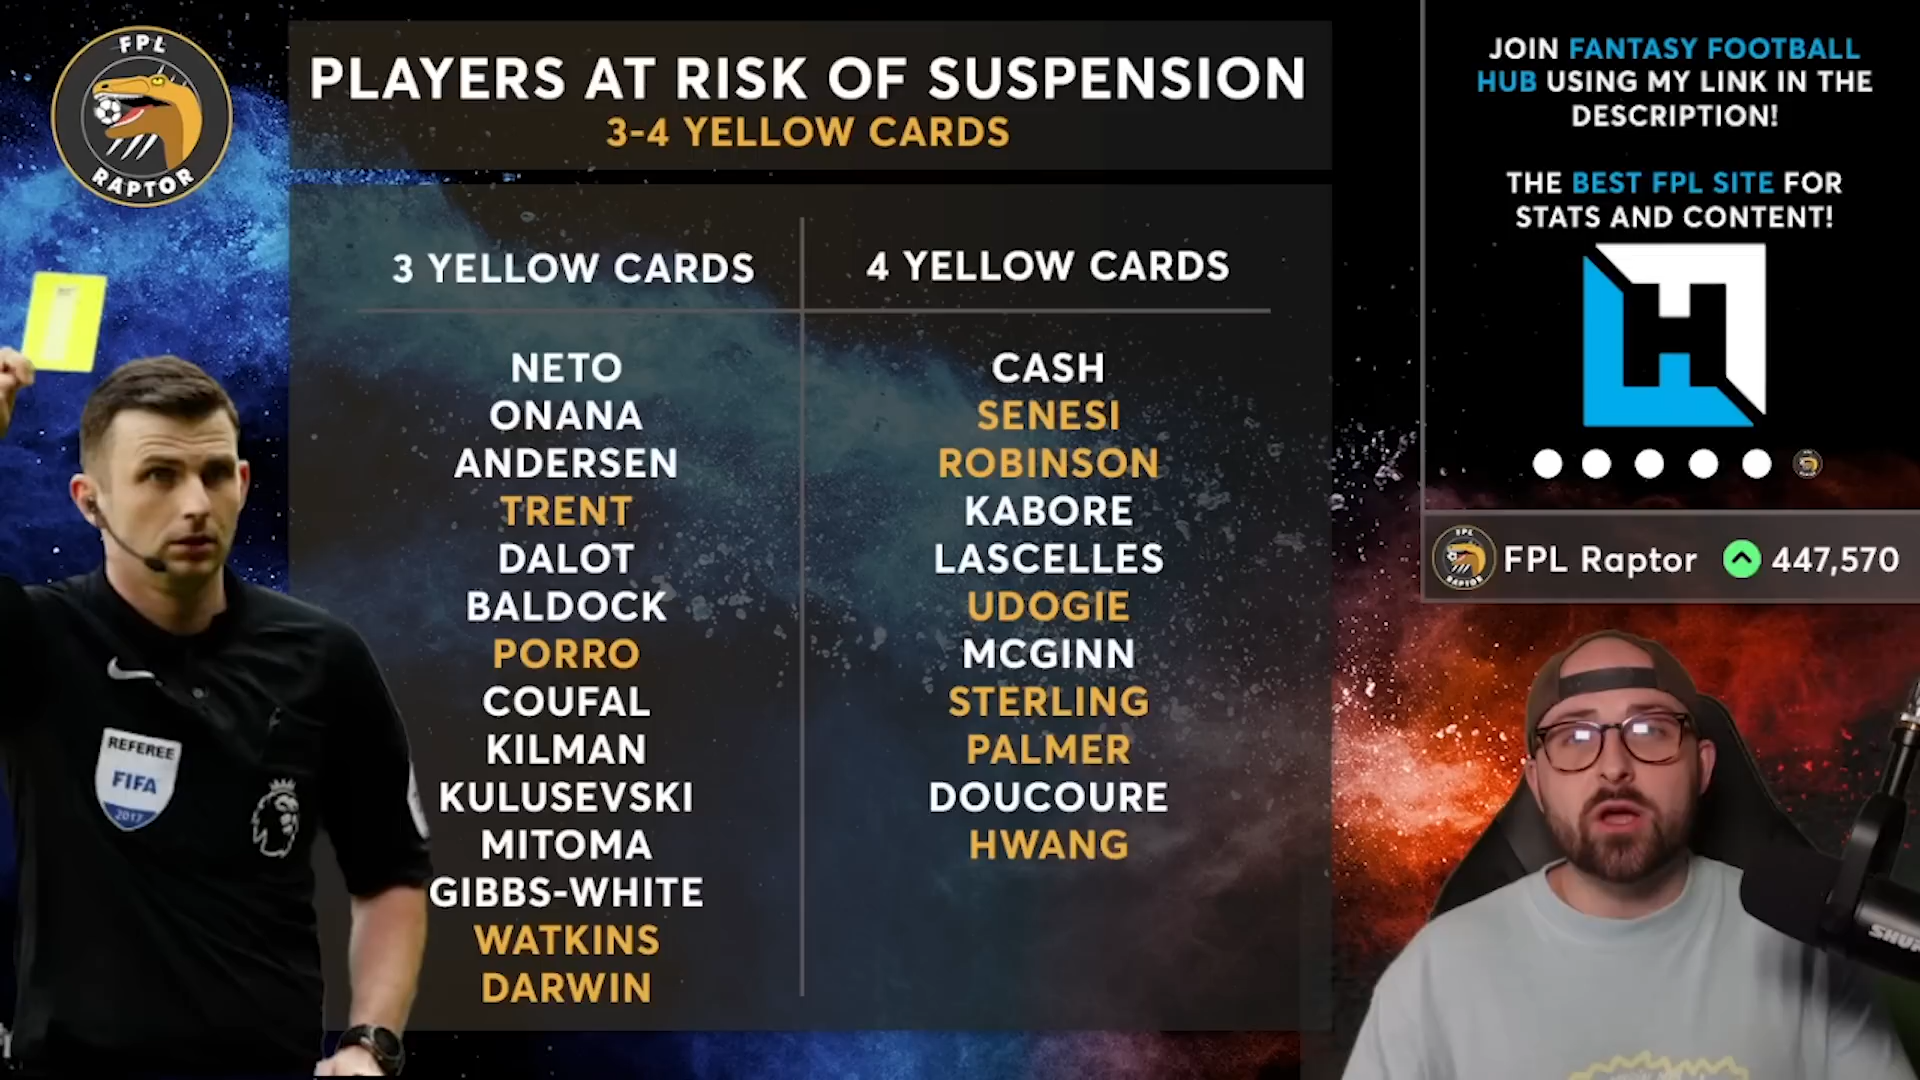 FPL
RAPTOR
PLAYERS AT RISK OF SUSPENSION
3-4 YELLOW CARDS
3 YELLOW CARDS
NETO
ONANA
ANDERSEN
TRENT
DALOT
BALDOCK
PORRO
COUFAL
KILMAN
KULUSEVSKI
MITOMA
GIBBS-WHITE
WATKINS
DARWIN
4 YELLOW CARDS
CASH
SENESI
ROBINSON
KABORE
LASCELLES
UDOGIE
MCGINN
STERLING
PALMER
DOUCOURE
HWANG
REFEREE
FIFA
2017
JOIN FANTASY FOOTBALL
HUB USING MY LINK IN THE
DESCRIPTION!
THE BEST FPL SITE FOR
STATS AND CONTENT!
H
FPL
RAPTOR
FPL Raptor 447,570